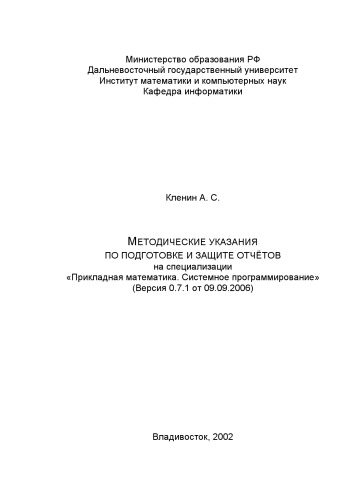 Министерство образования РФ
Дальневосточный государственный университет
Институт математики и компьютерных наук
Кафедра информатики
Кленин А. С.
МЕТОДИЧЕСКИЕ УКАЗАНИЯ
ПО ПОДГОТОВКЕ И ЗАЩИТЕ ОТЧЁТОВ
на специализации
«Прикладная математика. Системное программирование»
(Версия 0.7.1 от 09.09.2006)
Владивосток, 2002